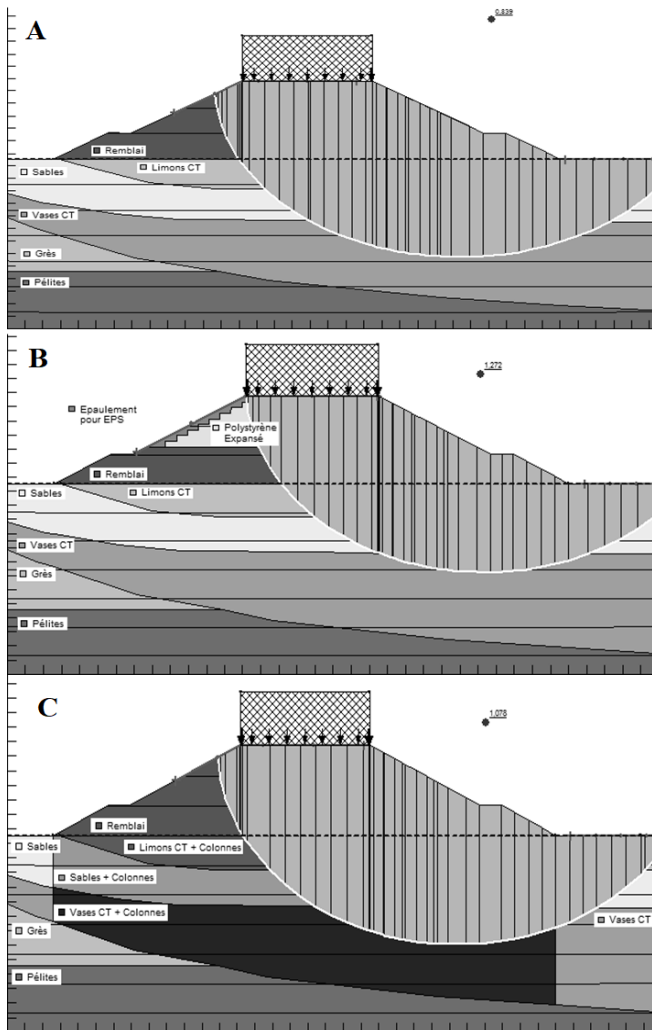 A
0,839
Remblai
Limons CT
Sables
Vases CT
Grès
Pélites
B
1,272
Epaulement
pour EPS
Polystyrène
Expansé
Remblai
Sables
Limons CT
Vases CT
Grès
Pélites
C
1,078
Remblai
Sables
Limons CT + Colonnes
Sables + Colonnes
Vases CT + Colonnes
Vases CT
Grès
Pélites